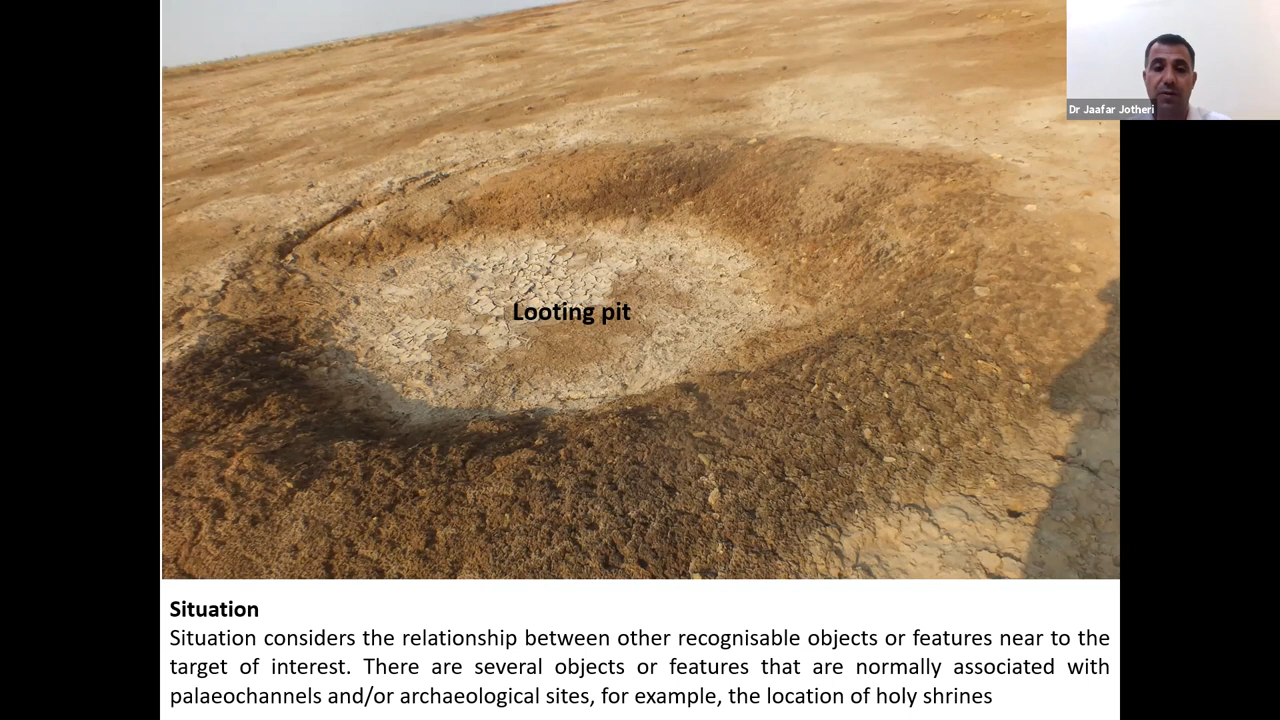 Dr Jaafar Jotheri
Looting pit
Situation
Situation considers the relationship between other recognisable objects or features near to the
target of interest. There are several objects or features that are normally associated with
palaeochannels and/or archaeological sites, for example, the location of holy shrines